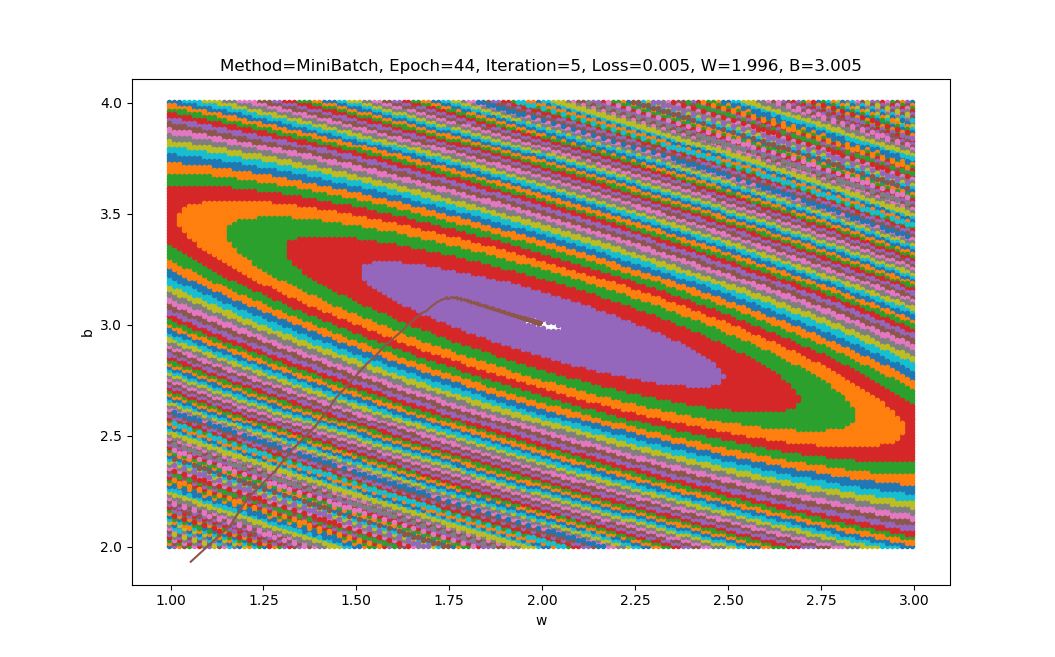 Method=MiniBatch, Epoch=44, Iteration=5, Loss=0.005, W=1.996, B=3.005
4.0
3.5
3.0
b
2.5
2.0
1.00 1.25 1.50 1.75 2.00 2.25 2.50 2.75 3.00
w